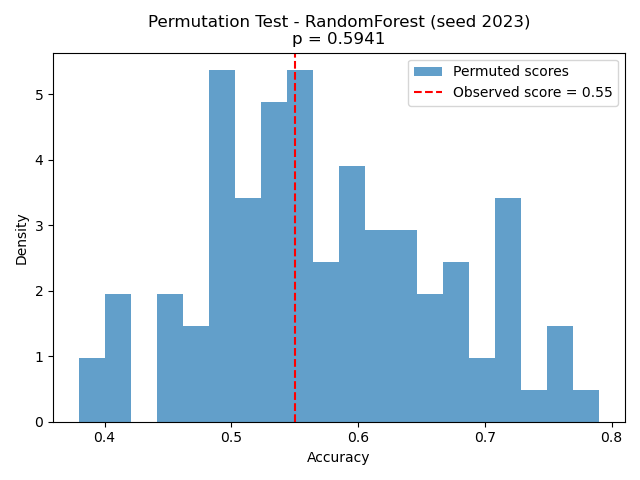 Permutation Test - RandomForest (seed 2023)
p = 0.5941
Permuted scores
Observed score = 0.55
Density
5
4
3
2
1
0
0.4 0.5 0.6 0.7 0.8
Accuracy